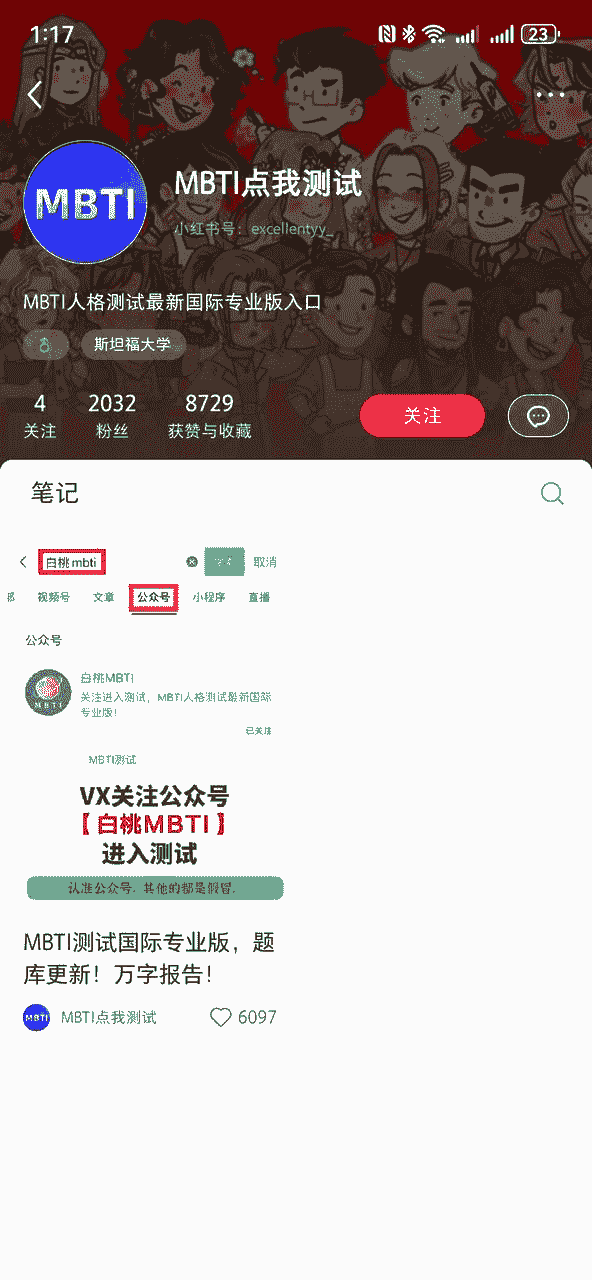 1:17
23
MBTI
MBTI点我测试
小红书号：excellentyy_
MBTI人格测试最新国际专业版入口
斯坦福大学
4
关注
2032
粉丝
8729
获赞与收藏
关注
笔记
白桃mbti
取消
视频号
文章
公众号
小程序
直播
公众号
白桃MBTI
关注进入测试，MBTI人格测试最新国际
专业版！
MBTI
已关注
MBTI测试
VX关注公众号
【白桃MBTI】
进入测试
认准公众号，其他的都是假冒.
MBTI测试国际专业版，题
库更新！万字报告！
MBTI
MBTI点我测试
6097